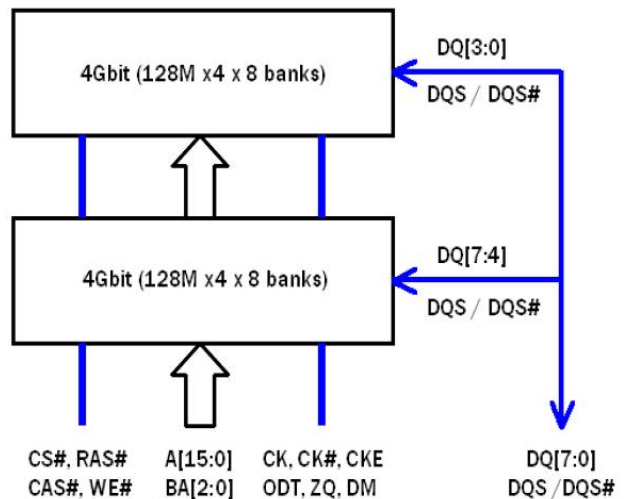 4Gbit (128M x4 x 8 banks)
DQ[3:0]
DQS / DQS#
4Gbit (128M x4 x 8 banks)
DQ[7:4]
DQS / DQS#
CS#, RAS#
CAS#, WE#
A[15:0]
BA[2:0]
CK, CK#, CKE
ODT, ZQ, DM
DQ[7:0]
DQS /DQS#